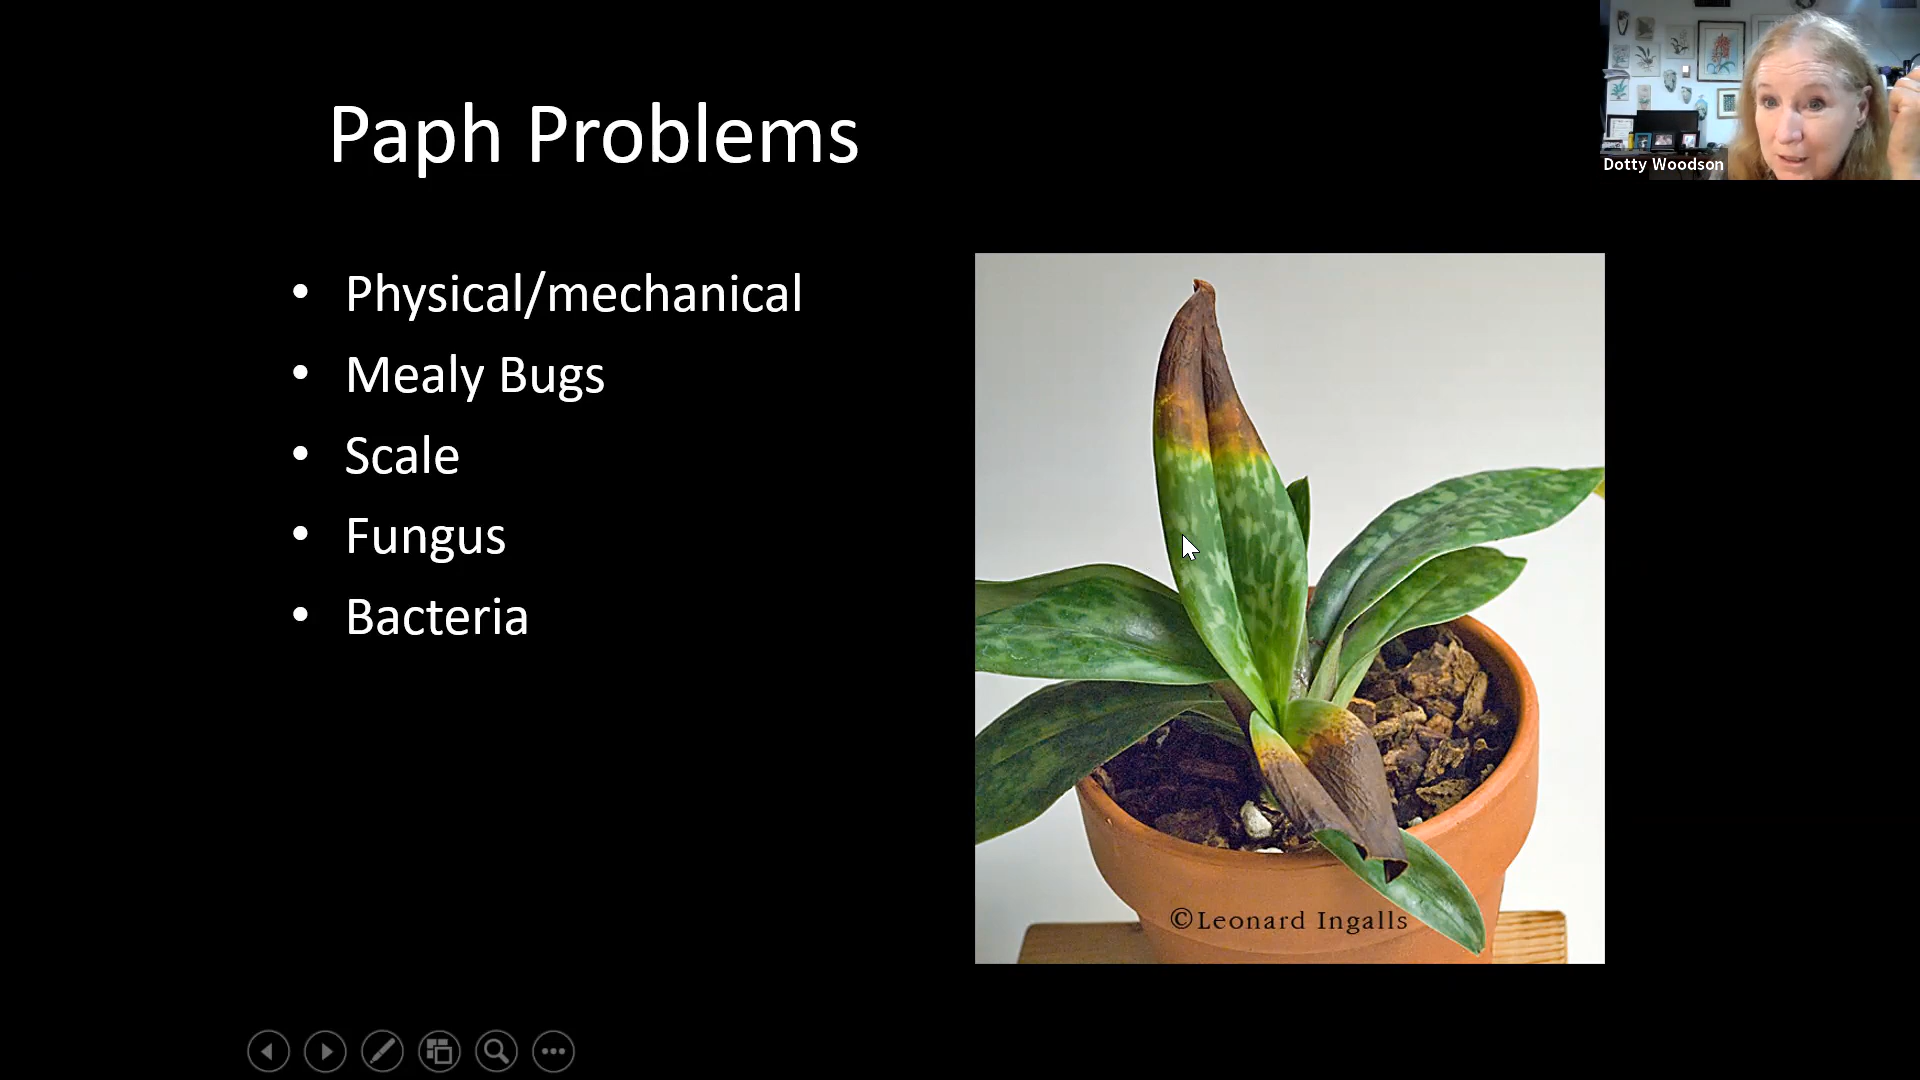 Paph Problems
Dotty Woodson
• Physical/mechanical
• Mealy Bugs
• Scale
• Fungus
• Bacteria
©Leonard Ingalls